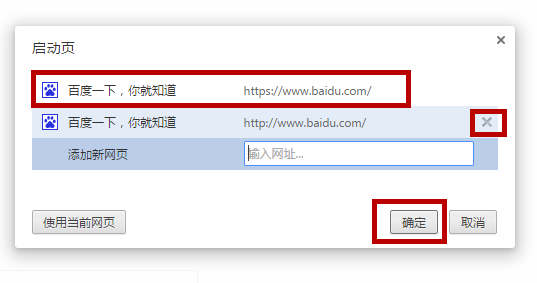 启动页
百度一下，你就知道 https://www.baidu.com/
百度一下，你就知道 http://www.baidu.com/
添加新网页 输入网址...
使用当前网页 确定 取消